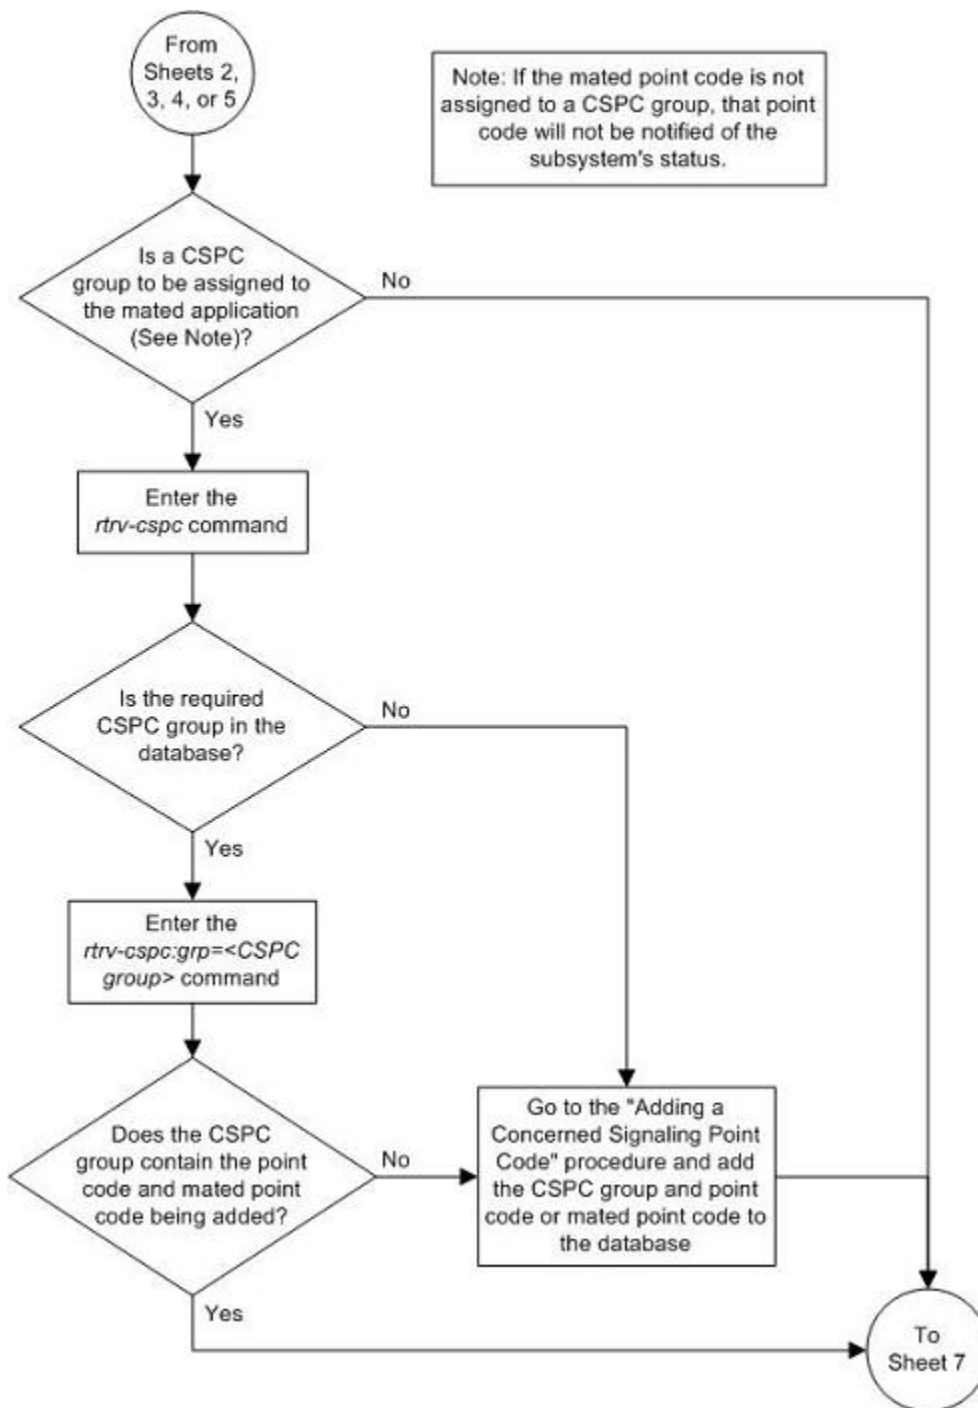 From
Sheets 2,
3, 4, or 5
Note: If the mated point code is not
assigned to a CSPC group, that point
code will not be notified of the
subsystem's status.
Is a CSPC
group to be assigned to
the mated application
(See Note)?
No
Yes
Enter the
rtrv-cspc command
Is the required
CSPC group in the
database?
No
Yes
Enter the
rtrv-cspc:grp=<CSPC
group> command
Does the CSPC
group contain the point
code and mated point
code being added?
No
Go to the "Adding a
Concerned Signaling Point
Code" procedure and add
the CSPC group and point
code or mated point code to
the database
Yes
To
Sheet 7